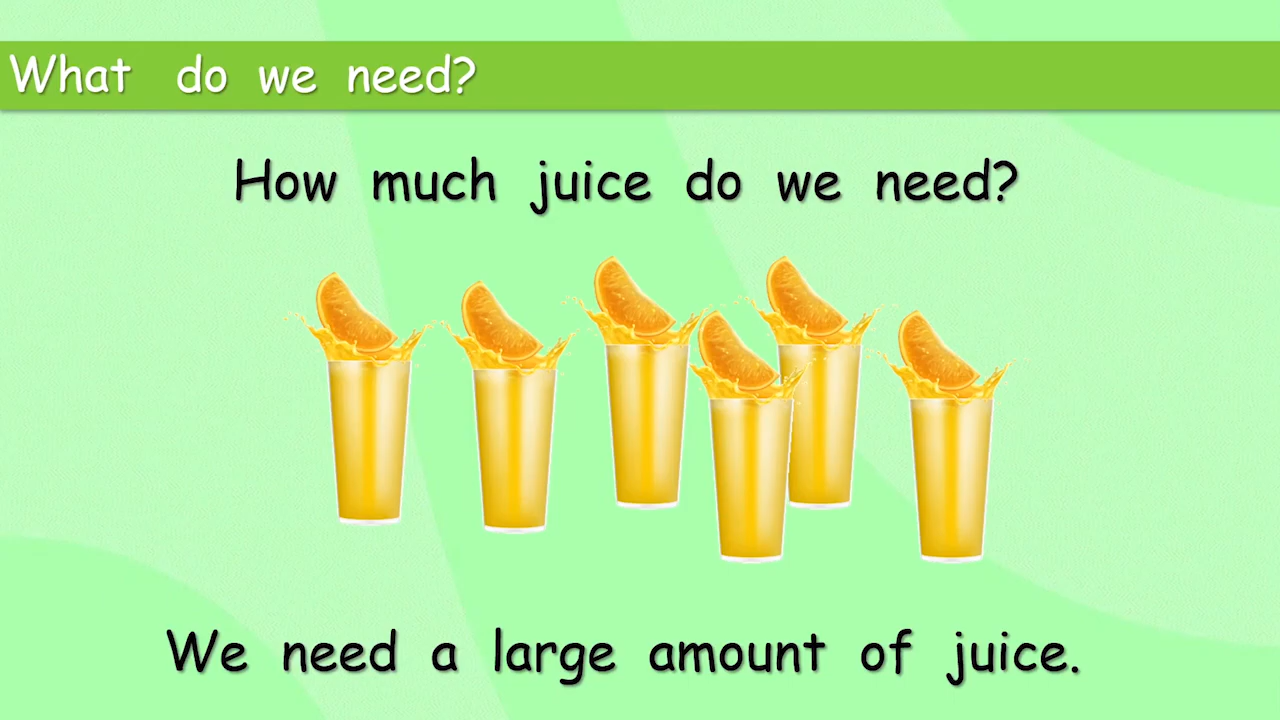 What do we need?
How much juice do we need?
We need a large amount of juice.